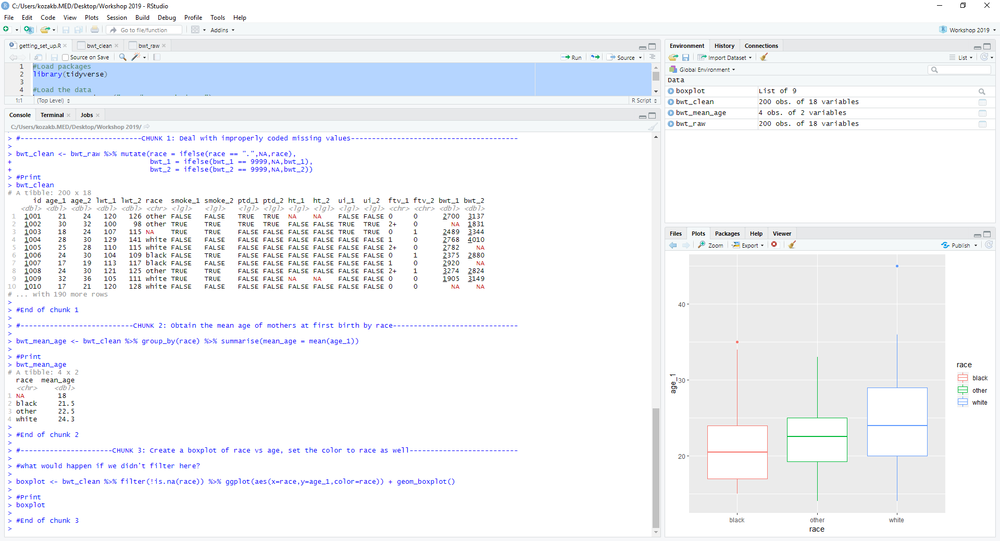 C:/Users/kozakb.MED/Desktop/Workshop 2019 - RStudio
File Edit Code View Plots Session Build Debug Profile Tools Help
Go to file/function Addins Workshop 2019
getting_set_up.R bwt_clean bwt_raw
Source on Save Run Source
1 #Load packages
2 library(tidyverse)
3
4 #Load the data
1:1 (Top Level) R Script
Console Terminal Jobs
C:/Users/kozakb.MED/Desktop/Workshop 2019/
> #-----------------------------CHUNK 1: Deal with improperly coded missing values----------------------------------------
>
> bwt_clean <- bwt_raw %>% mutate(race = ifelse(race == ".",NA,race),
+                                 bwt_1 = ifelse(bwt_1 == 9999,NA,bwt_1),
+                                 bwt_2 = ifelse(bwt_2 == 9999,NA,bwt_2))
> #Print
> bwt_clean
# A tibble: 200 x 18
id age_1 age_2 lwt_1 lwt_2 race smoke_1 smoke_2 ptd_1 ptd_2 ht_1 ht_2 ui_1 ui_2 ftv_1 ftv_2 bwt_1 bwt_2
<dbl> <dbl> <dbl> <dbl> <dbl> <chr> <lgl> <lgl> <lgl> <lgl> <lgl> <lgl> <lgl> <lgl> <chr> <chr> <dbl> <dbl>
1 1001 21 24 120 126 other FALSE FALSE TRUE TRUE NA NA FALSE FALSE 0 0 2700 3137
2 1002 30 32 100 98 other TRUE TRUE TRUE TRUE FALSE FALSE TRUE TRUE 2+ 0 NA 1831
3 1003 18 24 107 115 NA TRUE TRUE FALSE FALSE FALSE FALSE TRUE TRUE 0 1 2489 3344
4 1004 28 30 129 141 white FALSE FALSE FALSE FALSE FALSE FALSE FALSE FALSE 1 0 2768 4010
5 1005 25 28 110 115 white FALSE FALSE FALSE FALSE FALSE FALSE FALSE FALSE 2+ 0 2782 NA
6 1006 24 30 104 109 black FALSE TRUE FALSE FALSE FALSE FALSE FALSE FALSE 0 1 2375 2880
7 1007 17 19 113 117 black FALSE FALSE FALSE FALSE FALSE FALSE FALSE FALSE 1 0 2920 NA
8 1008 24 30 121 125 other TRUE TRUE FALSE FALSE FALSE FALSE FALSE FALSE 2+ 1 3274 2824
9 1009 32 36 105 111 white TRUE TRUE FALSE FALSE NA NA FALSE FALSE 0 0 1905 3149
10 1010 17 21 120 128 white FALSE FALSE FALSE FALSE FALSE FALSE FALSE FALSE 0 0 NA NA
# ... with 190 more rows
>
> #End of chunk 1
>
> #---------------------------CHUNK 2: Obtain the mean age of mothers at first birth by race------------------------------
>
> bwt_mean_age <- bwt_clean %>% group_by(race) %>% summarise(mean_age = mean(age_1))
>
> #Print
> bwt_mean_age
# A tibble: 4 x 2
race mean_age
<chr> <dbl>
1 NA 18
2 black 21.5
3 other 22.5
4 white 24.3
>
> #End of chunk 2
>
> #----------------------CHUNK 3: Create a boxplot of race vs age, set the color to race as well--------------------------
>
> #What would happen if we didn't filter here?
>
> boxplot <- bwt_clean %>% filter(!is.na(race)) %>% ggplot(aes(x=race,y=age_1,color=race)) + geom_boxplot()
>
> #Print
> boxplot
>
> #End of chunk 3
>
Environment History Connections
Import Dataset List
Global Environment
Data
boxplot List of 9
bwt_clean 200 obs. of 18 variables
bwt_mean_age 4 obs. of 2 variables
bwt_raw 200 obs. of 18 variables
Files Plots Packages Help Viewer
Zoom Export Publish
40
30
20
age_1
black other white
race
race
black
other
white